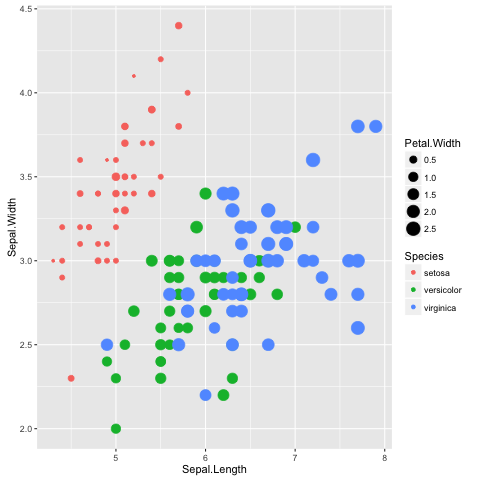 4.5
4.0
3.5
3.0
2.5
2.0
Sepal.Width
5
6
7
8
Sepal.Length
Petal.Width
0.5
1.0
1.5
2.0
2.5
Species
setosa
versicolor
virginica